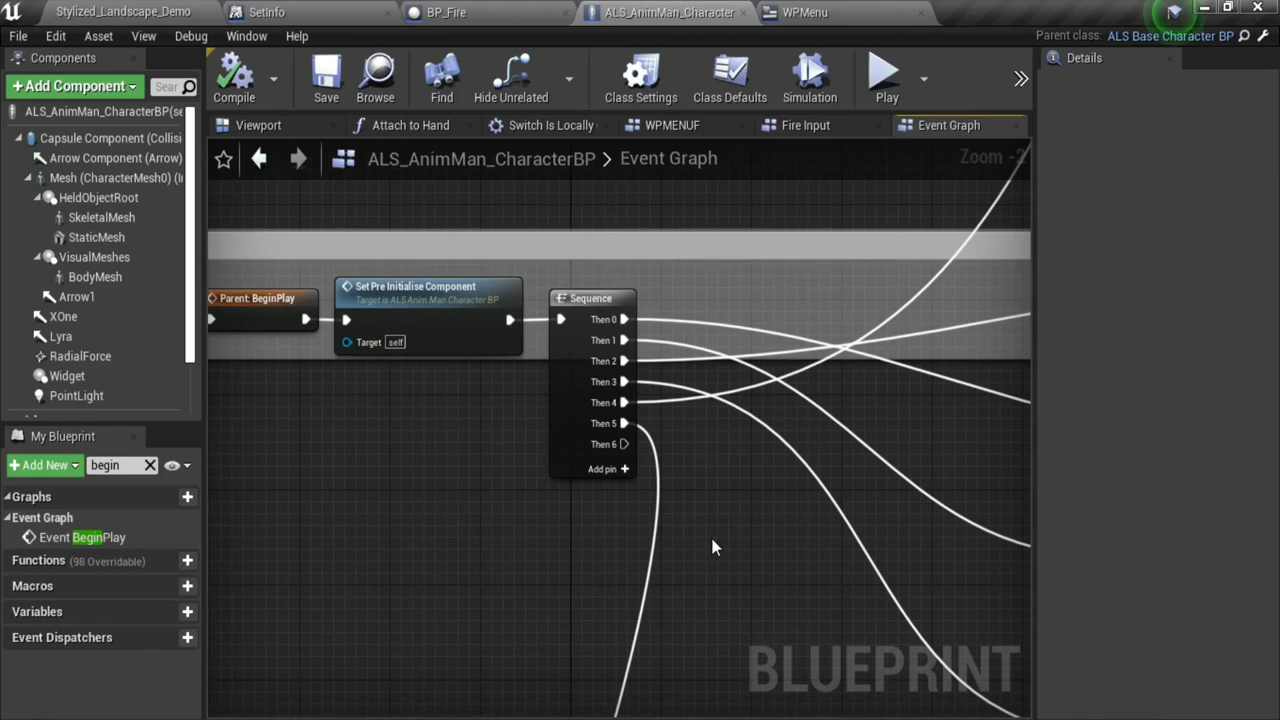 Stylized_Landscape_Demo
SetInfo
BP_Fire
ALS_AnimMan_Character
WPMenu
File Edit Asset View Debug Window Help
Parent class: ALS Base Character BP
Components
Details
Add Component
Sear
Compile
Save
Browse
Find
Hide Unrelated
Class Settings
Class Defaults
Simulation
Play
ALS_AnimMan_CharacterBP(se
Viewport
Attach to Hand
Switch Is Locally
WPMENUF
Fire Input
Event Graph
Capsule Component (Collisi
Arrow Component (Arrow)
Mesh (CharacterMesh0) (I
HeldObjectRoot
SkeletalMesh
StaticMesh
VisualMeshes
BodyMesh
Arrow1
XOne
Lyra
RadialForce
Widget
PointLight
ALS_AnimMan_CharacterBP > Event Graph
Zoom -2
Parent: BeginPlay
Set Pre Initialise Component
Target is ALS Anim Man Character BP
Target self
Sequence
Then 0
Then 1
Then 2
Then 3
Then 4
Then 5
Then 6
Add pin +
My Blueprint
Add New
begin
Graphs
Event Graph
Event BeginPlay
Functions (98 Overridable)
Macros
Variables
Event Dispatchers
BLUEPRINT